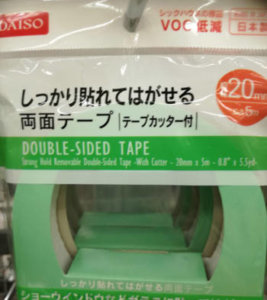 DAISO
VOC低減
日本製
しっかり貼れてはがせる
両面テープ|テープカッター付|
DOUBLE-SIDED TAPE
Strong Hold Removable Double-Sided Tape -With Cutter - 20mm x 5m - 0.8" x 5.5yd-
しっかり貼れてはがせる両面テープ